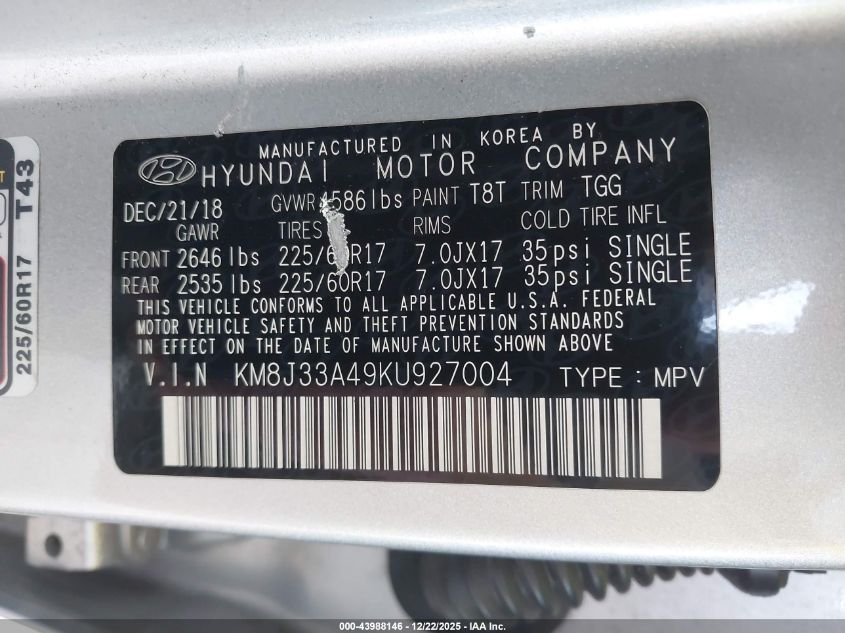 MANUFACTURED IN KOREA BY
HYUNDAI MOTOR COMPANY
DEC/21/18 GVWR 4586lbs PAINT T8T TRIM TGG
GAWR TIRES RIMS COLD TIRE INFL
FRONT 2646 lbs 225/60R17 7.0JX17 35psi SINGLE
REAR 2535 lbs 225/60R17 7.0JX17 35psi SINGLE
THIS VEHICLE CONFORMS TO ALL APPLICABLE U.S.A. FEDERAL
MOTOR VEHICLE SAFETY AND THEFT PREVENTION STANDARDS
IN EFFECT ON THE DATE OF MANUFACTURE SHOWN ABOVE
V.I.N KM8J33A49KU927004 TYPE : MPV
225/60R17 T43
000-43988146 - 12/22/2025 - IAA Inc.